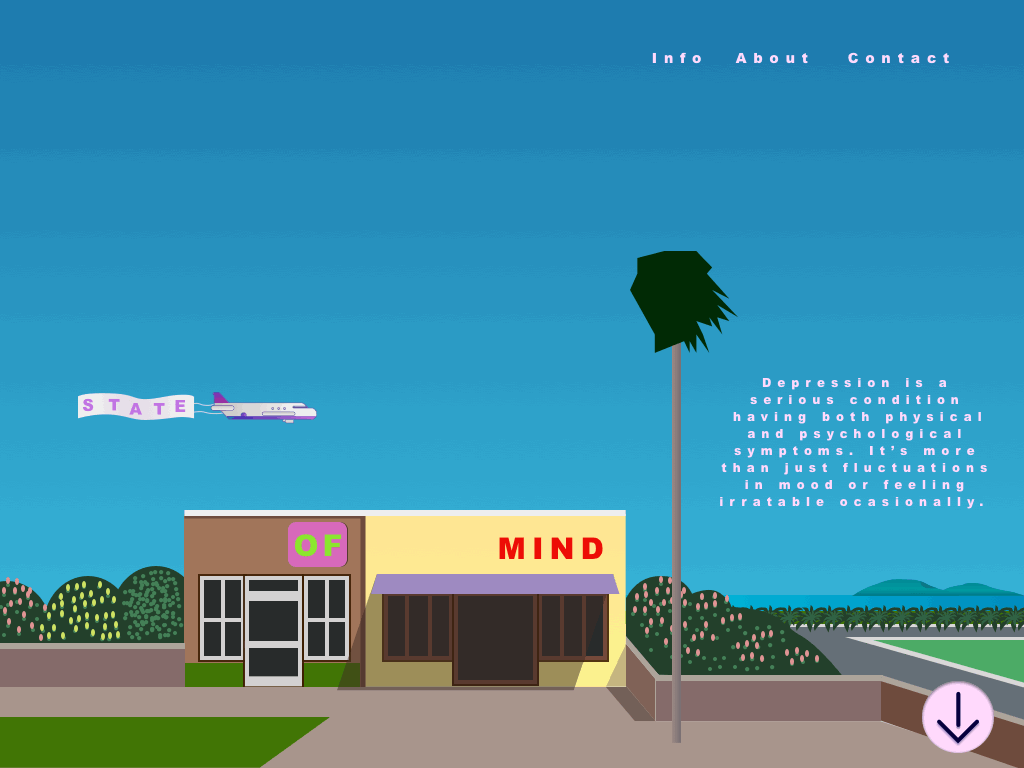 Info About Contact
Depression is a
serious condition
having both physical
and psychological
symptoms. It's more
than just fluctuations
in mood or feeling
irratable ocasionally.
STATE
OF
MIND